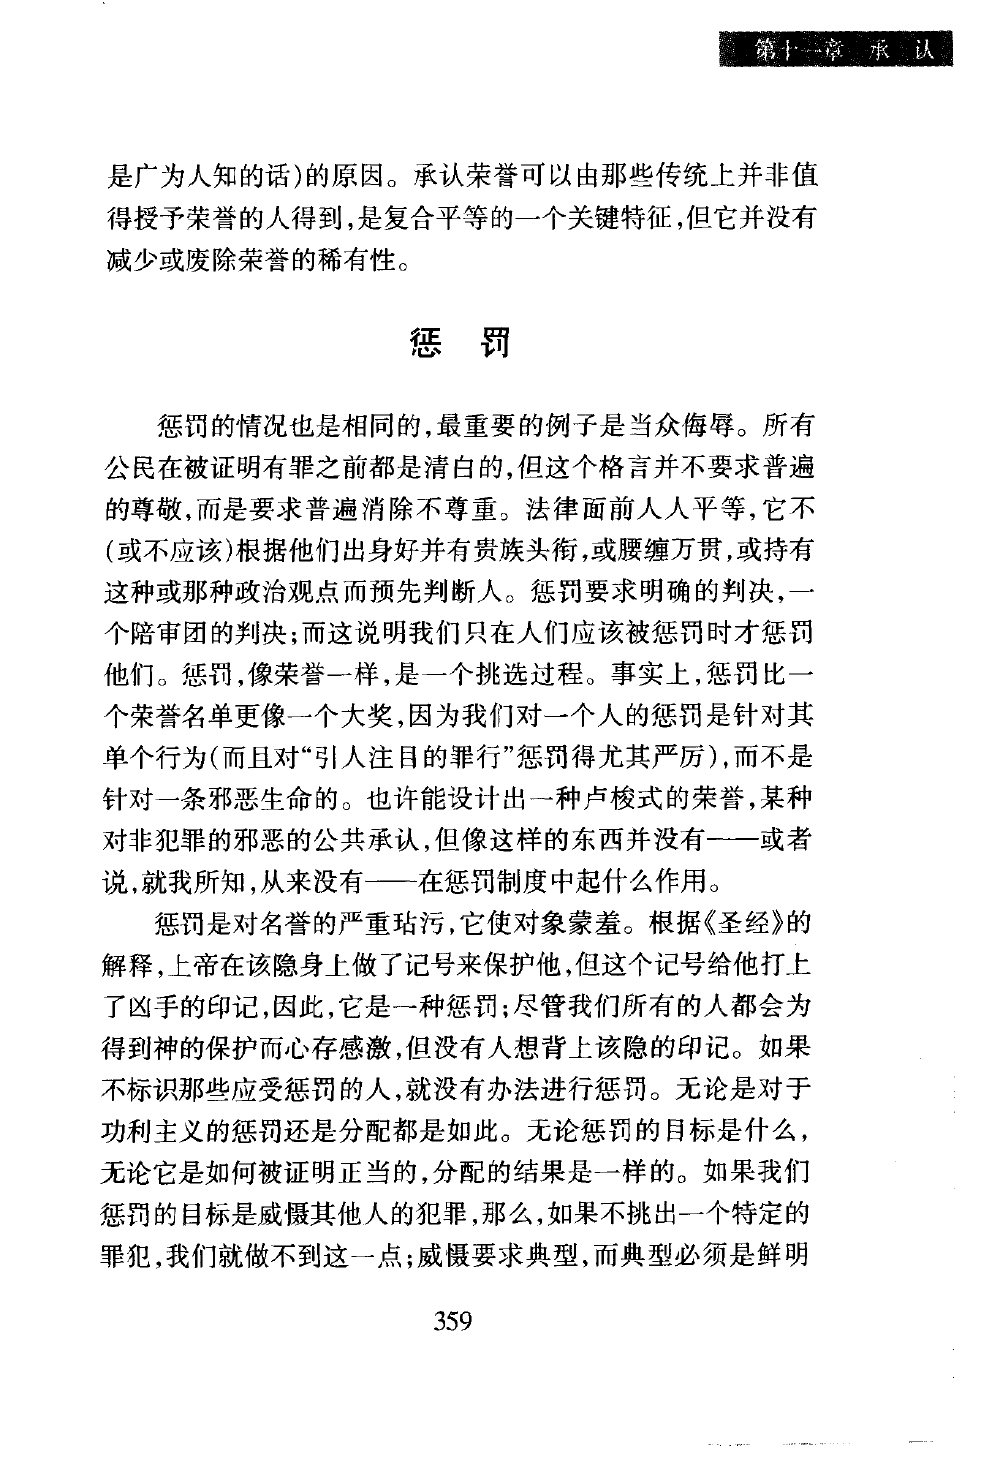 第十一章 承 认
是广为人知的话)的原因。承认荣誉可以由那些传统上并非值
得授予荣誉的人得到,是复合平等的一个关键特征,但它并没有
减少或废除荣誉的稀有性。
惩 罚
惩罚的情况也是相同的,最重要的例子是当众侮辱。所有
公民在被证明有罪之前都是清白的,但这个格言并不要求普遍
的尊敬,而是要求普遍消除不尊重。法律面前人人平等,它不
(或不应该)根据他们出身好并有贵族头衔,或腰缠万贯,或持有
这种或那种政治观点而预先判断人。惩罚要求明确的判决,一
个陪审团的判决;而这说明我们只在人们应该被惩罚时才惩罚
他们。惩罚,像荣誉一样,是一个挑选过程。事实上,惩罚比一
个荣誉名单更像一个大奖,因为我们对一个人的惩罚是针对其
单个行为(而且对“引人注目的罪行”惩罚得尤其严厉),而不是
针对一条邪恶生命的。也许能设计出一种卢梭式的荣誉,某种
对非犯罪的邪恶的公共承认,但像这样的东西并没有——或者
说,就我所知,从来没有——在惩罚制度中起什么作用。
惩罚是对名誉的严重玷污,它使对象蒙羞。根据《圣经》的
解释,上帝在该隐身上做了记号来保护他,但这个记号给他打上
了凶手的印记,因此,它是一种惩罚;尽管我们所有的人都会为
得到神的保护而心存感激,但没有人想背上该隐的印记。如果
不标识那些应受惩罚的人,就没有办法进行惩罚。无论是对于
功利主义的惩罚还是分配都是如此。无论惩罚的目标是什么,
无论它是如何被证明正当的,分配的结果是一样的。如果我们
惩罚的目标是威慑其他人的犯罪,那么,如果不挑出一个特定的
罪犯,我们就做不到这一点;威慑要求典型,而典型必须是鲜明
359